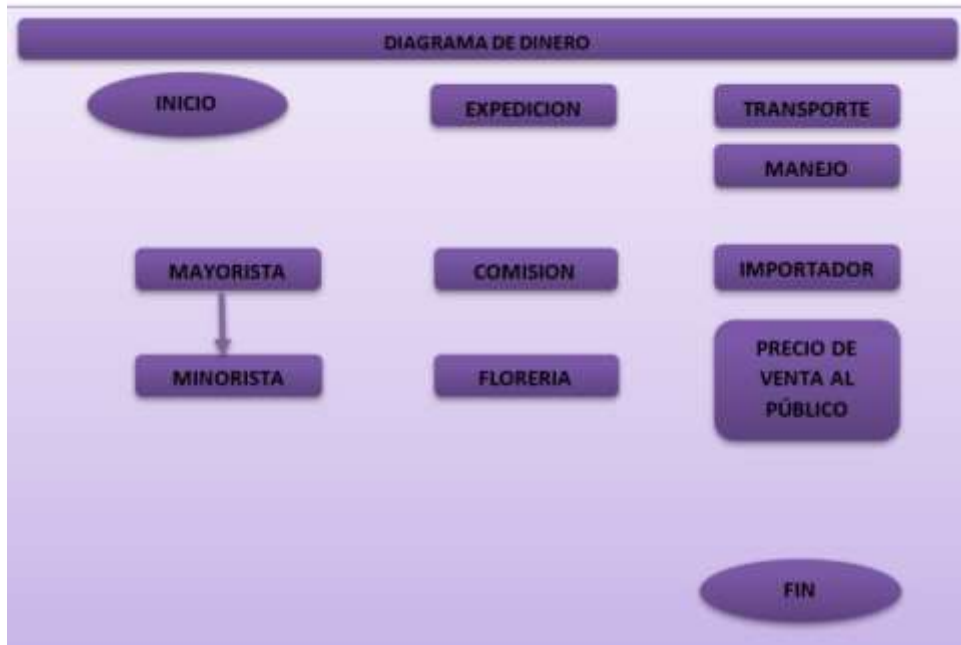 DIAGRAMA DE DINERO
INICIO
EXPEDICION
TRANSPORTE
MANEJO
MAYORISTA
COMISION
IMPORTADOR
MINORISTA
FLORERIA
PRECIO DE
VENTA AL
PÚBLICO
FIN